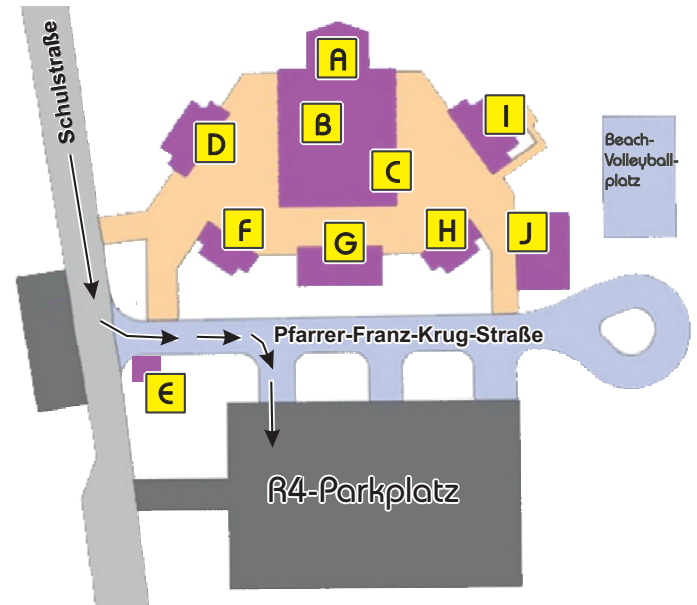 Schulstraße
A
B
I
D
C
Beach-
Volleyball-
platz
F
G
H
J
Pfarrer-Franz-Krug-Straße
E
R4-Parkplatz